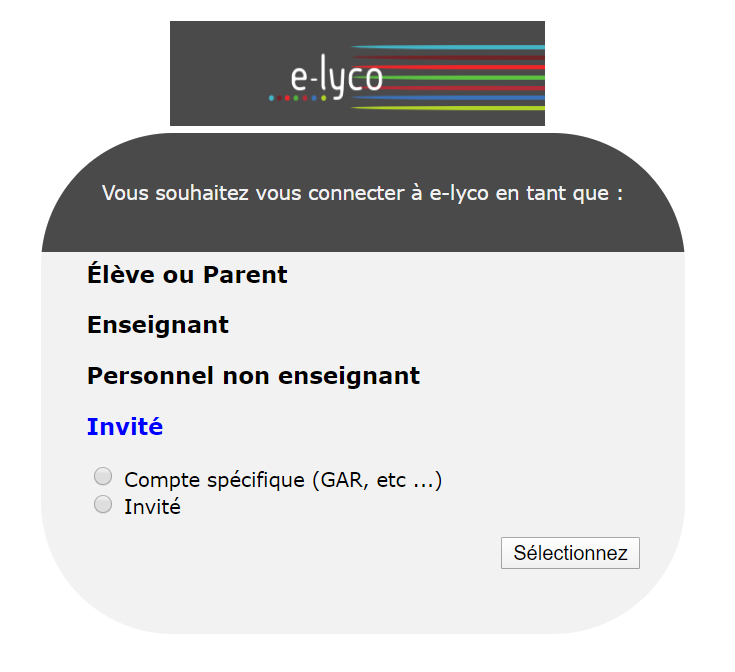 e-lyco
Vous souhaitez vous connecter à e-lyco en tant que :
Élève ou Parent
Enseignant
Personnel non enseignant
Invité
Compte spécifique (GAR, etc ...)
Invité
Sélectionnez